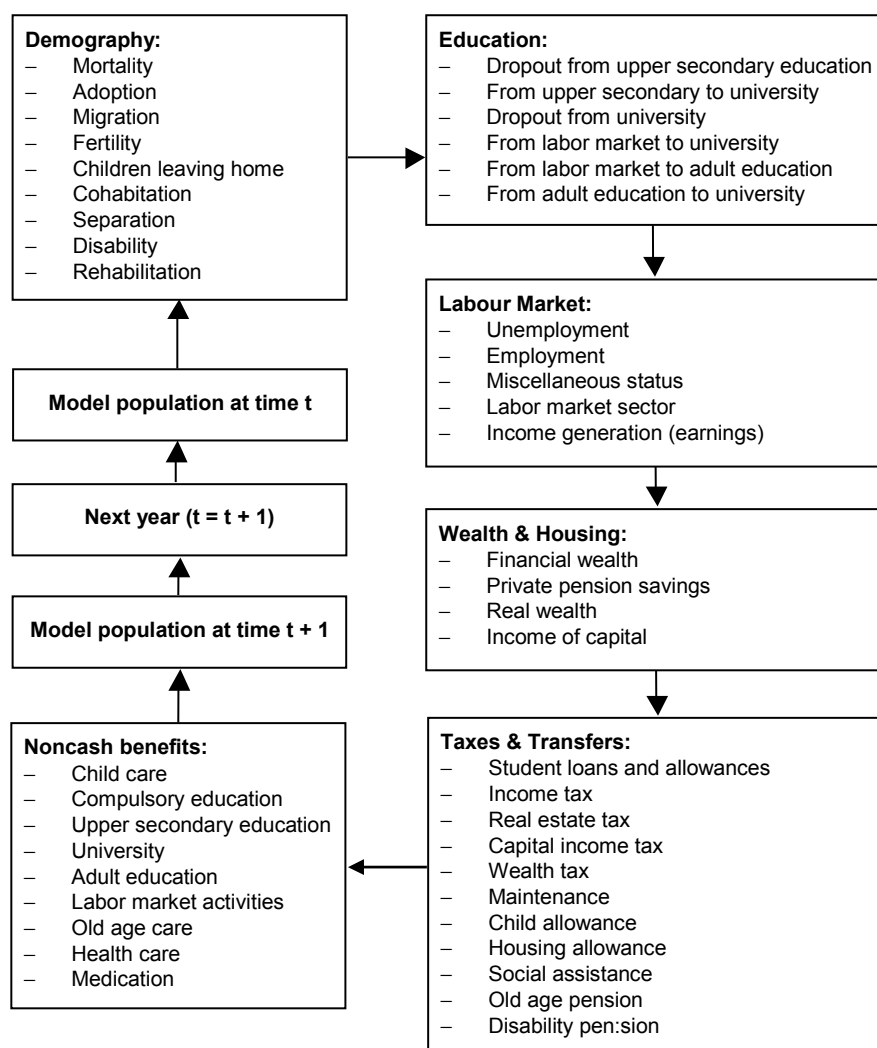 Demography:
– Mortality
– Adoption
– Migration
– Fertility
– Children leaving home
– Cohabitation
– Separation
– Disability
– Rehabilitation
Education:
– Dropout from upper secondary education
– From upper secondary to university
– Dropout from university
– From labor market to university
– From labor market to adult education
– From adult education to university
Labour Market:
– Unemployment
– Employment
– Miscellaneous status
– Labor market sector
– Income generation (earnings)
Wealth & Housing:
– Financial wealth
– Private pension savings
– Real wealth
– Income of capital
Taxes & Transfers:
– Student loans and allowances
– Income tax
– Real estate tax
– Capital income tax
– Wealth tax
– Maintenance
– Child allowance
– Housing allowance
– Social assistance
– Old age pension
– Disability pen:sion
Noncash benefits:
– Child care
– Compulsory education
– Upper secondary education
– University
– Adult education
– Labor market activities
– Old age care
– Health care
– Medication
Model population at time t + 1
Next year (t = t + 1)
Model population at time t